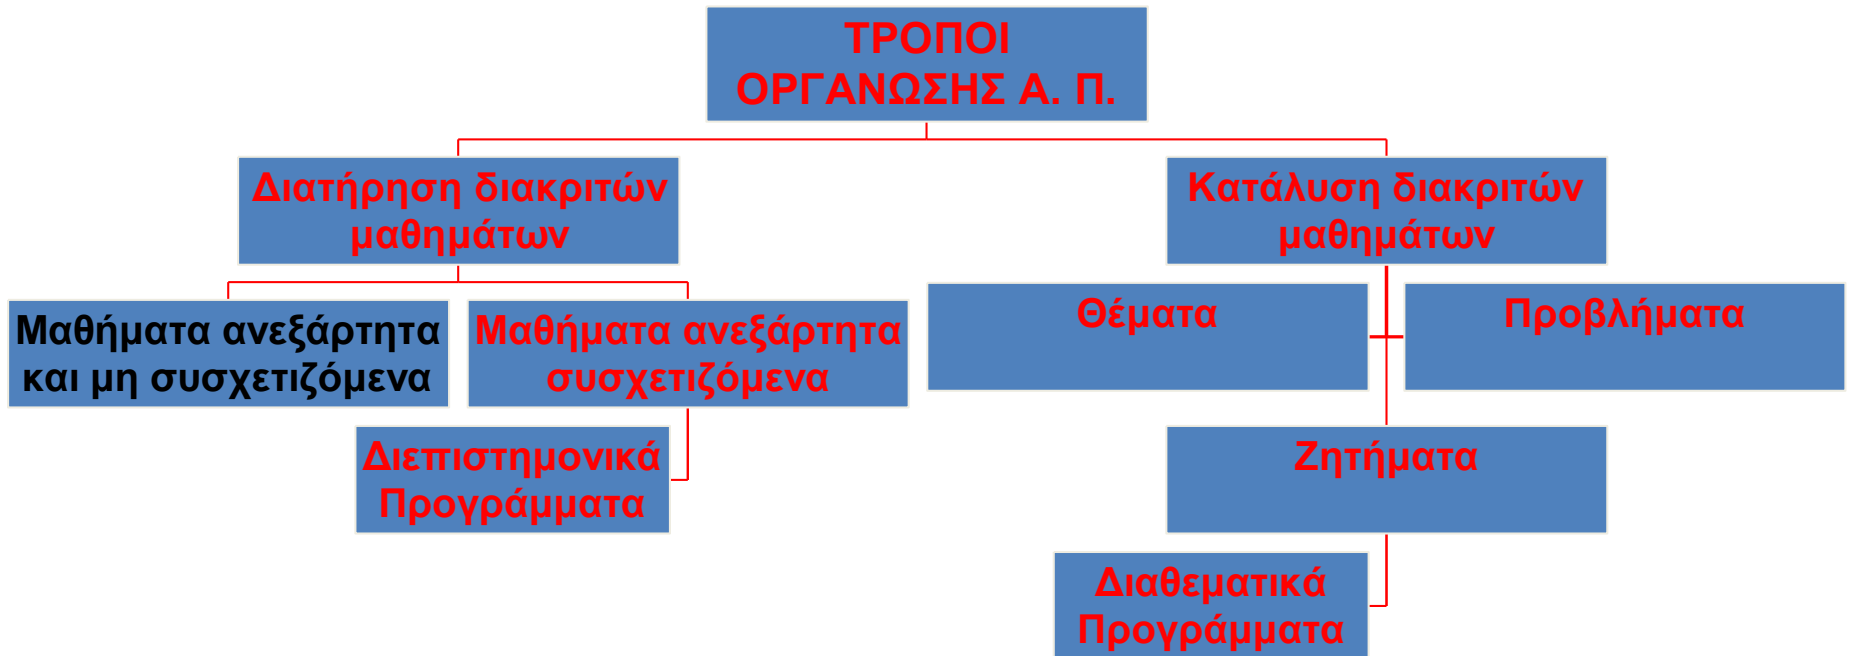 ΤΡΟΠΟΙ
ΟΡΓΑΝΩΣΗΣ Α. Π.
Διατήρηση διακριτών
μαθημάτων
Κατάλυση διακριτών
μαθημάτων
Μαθήματα ανεξάρτητα
και μη συσχετιζόμενα
Μαθήματα ανεξάρτητα
συσχετιζόμενα
Θέματα
Προβλήματα
Διεπιστημονικά
Προγράμματα
Ζητήματα
Διαθεματικά
Προγράμματα